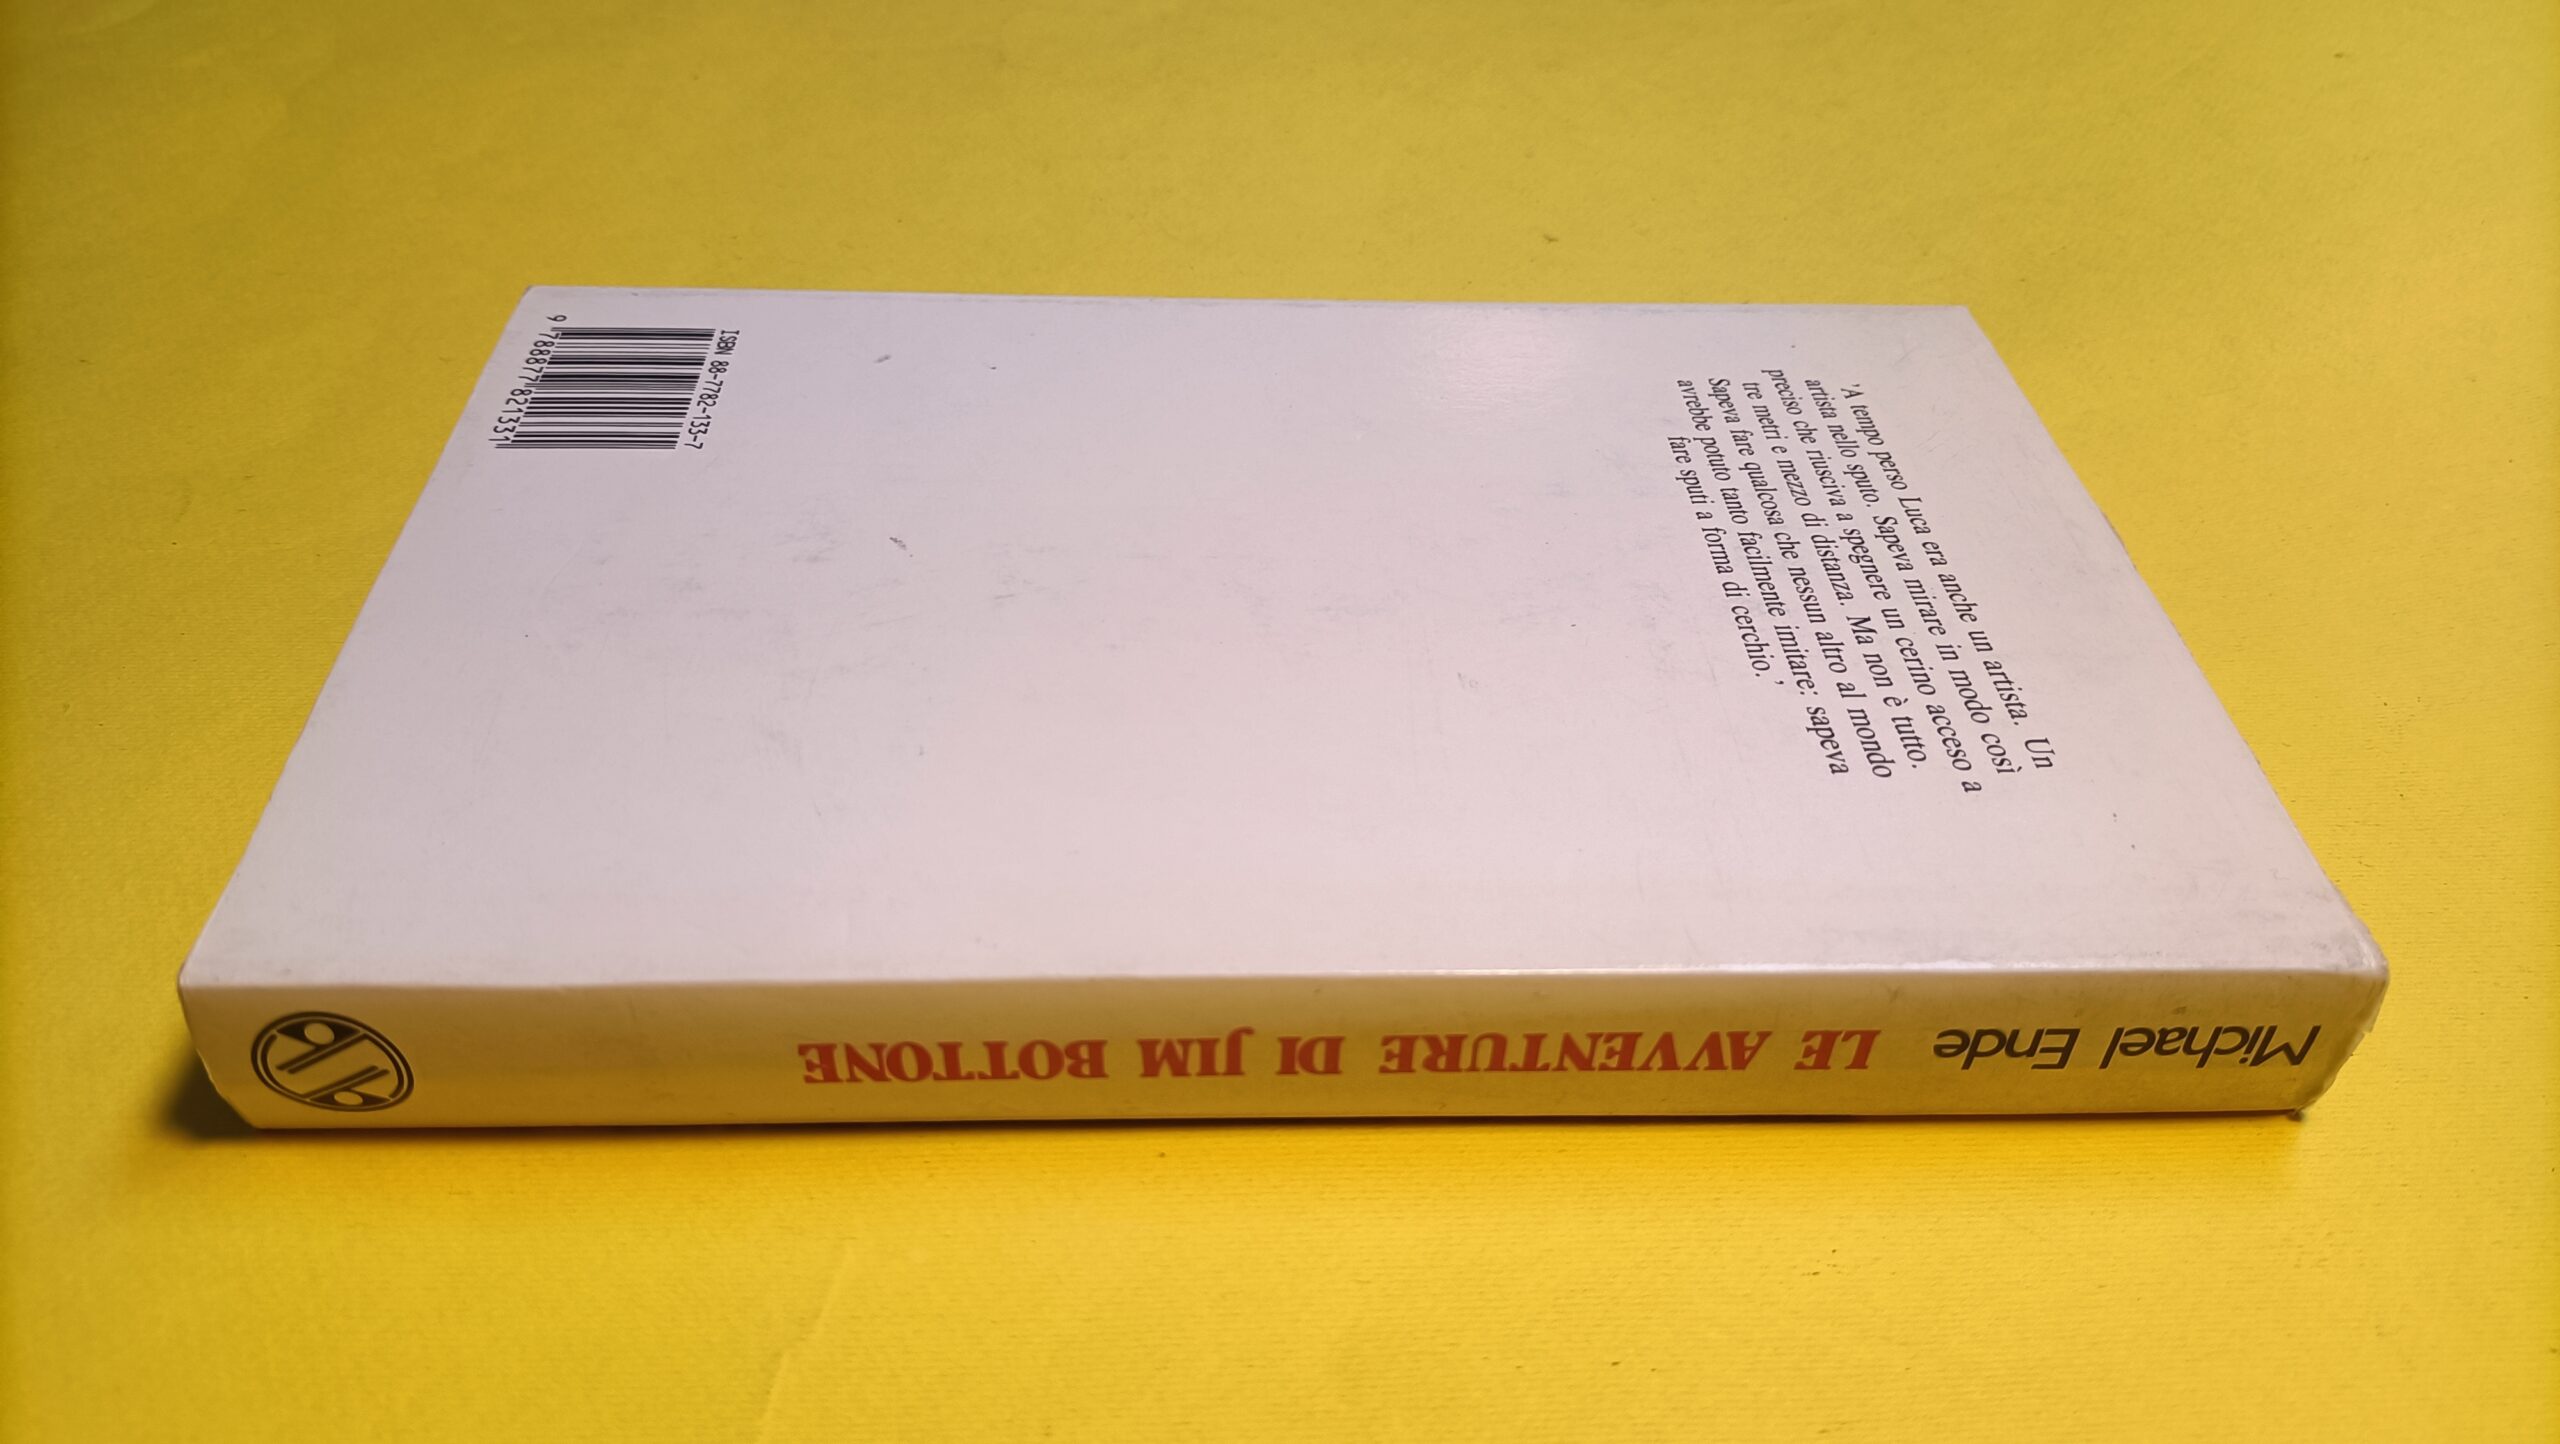 'A tempo perso Luca era anche un artista. Un
artista nello sputo. Sapeva mirare in modo così
preciso che riusciva a spegnere un cerino acceso a
tre metri e mezzo di distanza. Ma non è tutto.
Sapeva fare qualcosa che nessun altro al mondo
avrebbe potuto tanto facilmente imitare: sapeva
fare sputi a forma di cerchio.'
ISBN 88-7782-133-7
9 788877 821331
Michael Ende LE AVVENTURE DI JIM BOTTONE